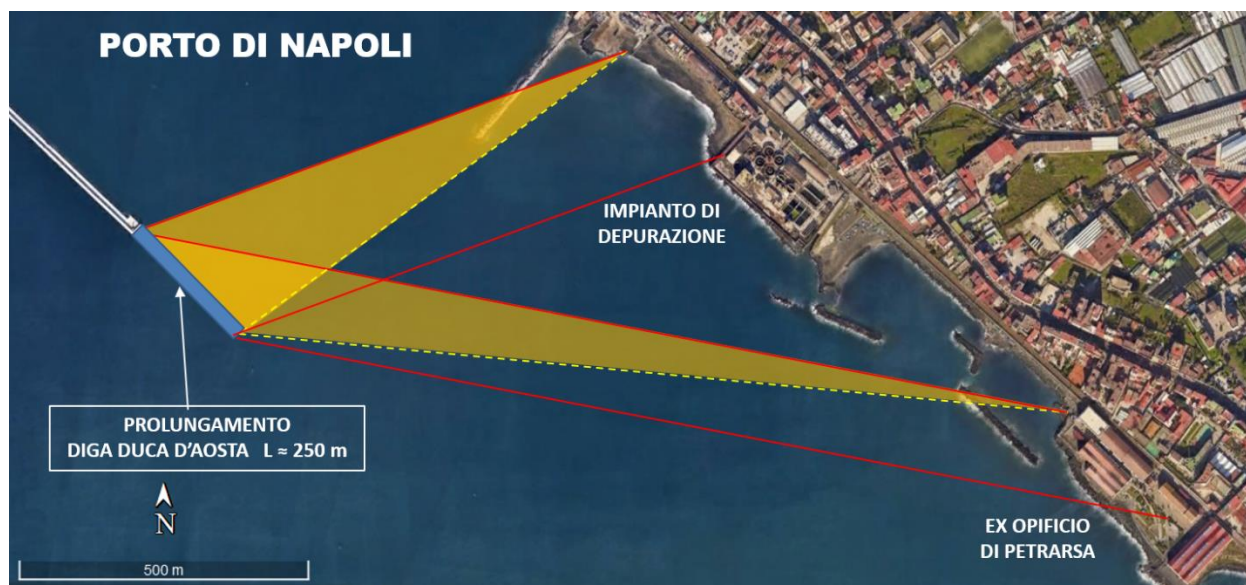 PORTO DI NAPOLI
IMPIANTO DI
DEPURAZIONE
PROLUNGAMENTO
DIGA DUCA D'AOSTA L ≈ 250 m
N
500 m
EX OPIFICIO
DI PETRARSA